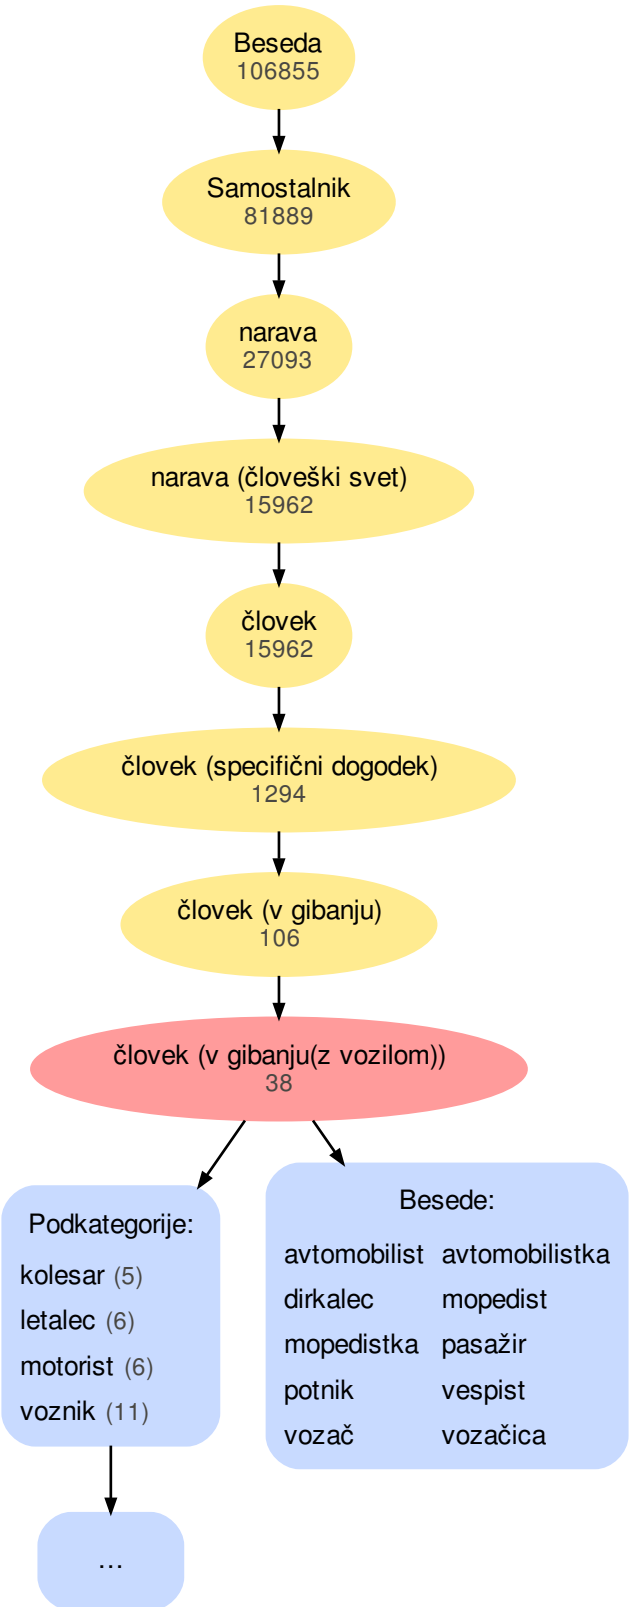 Beseda
106855
Samostalnik
81889
narava
27093
narava (človeški svet)
15962
človek
15962
človek (specifični dogodek)
1294
človek (v gibanju)
106
človek (v gibanju(z vozilom))
38
Podkategorije:
kolesar (5)
letalec (6)
motorist (6)
voznik (11)
...
Besede:
avtomobilist avtomobilistka
dirkalec mopedist
mopedistka pasažir
potnik vespist
vozač vozačica